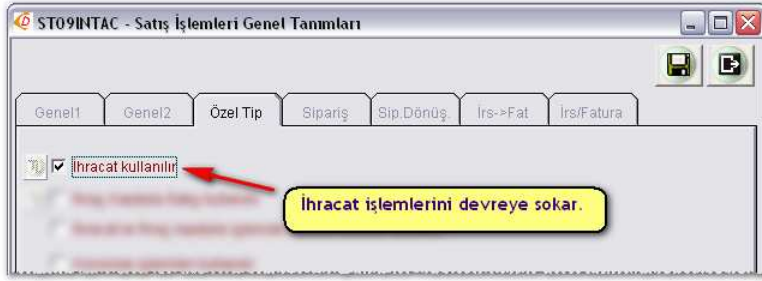 ST09INTAC - Satış İşlemleri Genel Tanımları
Genel1 Genel2 Özel Tip Sipariş Sip.Dönüş. İrs->Fat İrs/Fatura
İhracat kullanılır
İhracat işlemlerini devreye sokar.